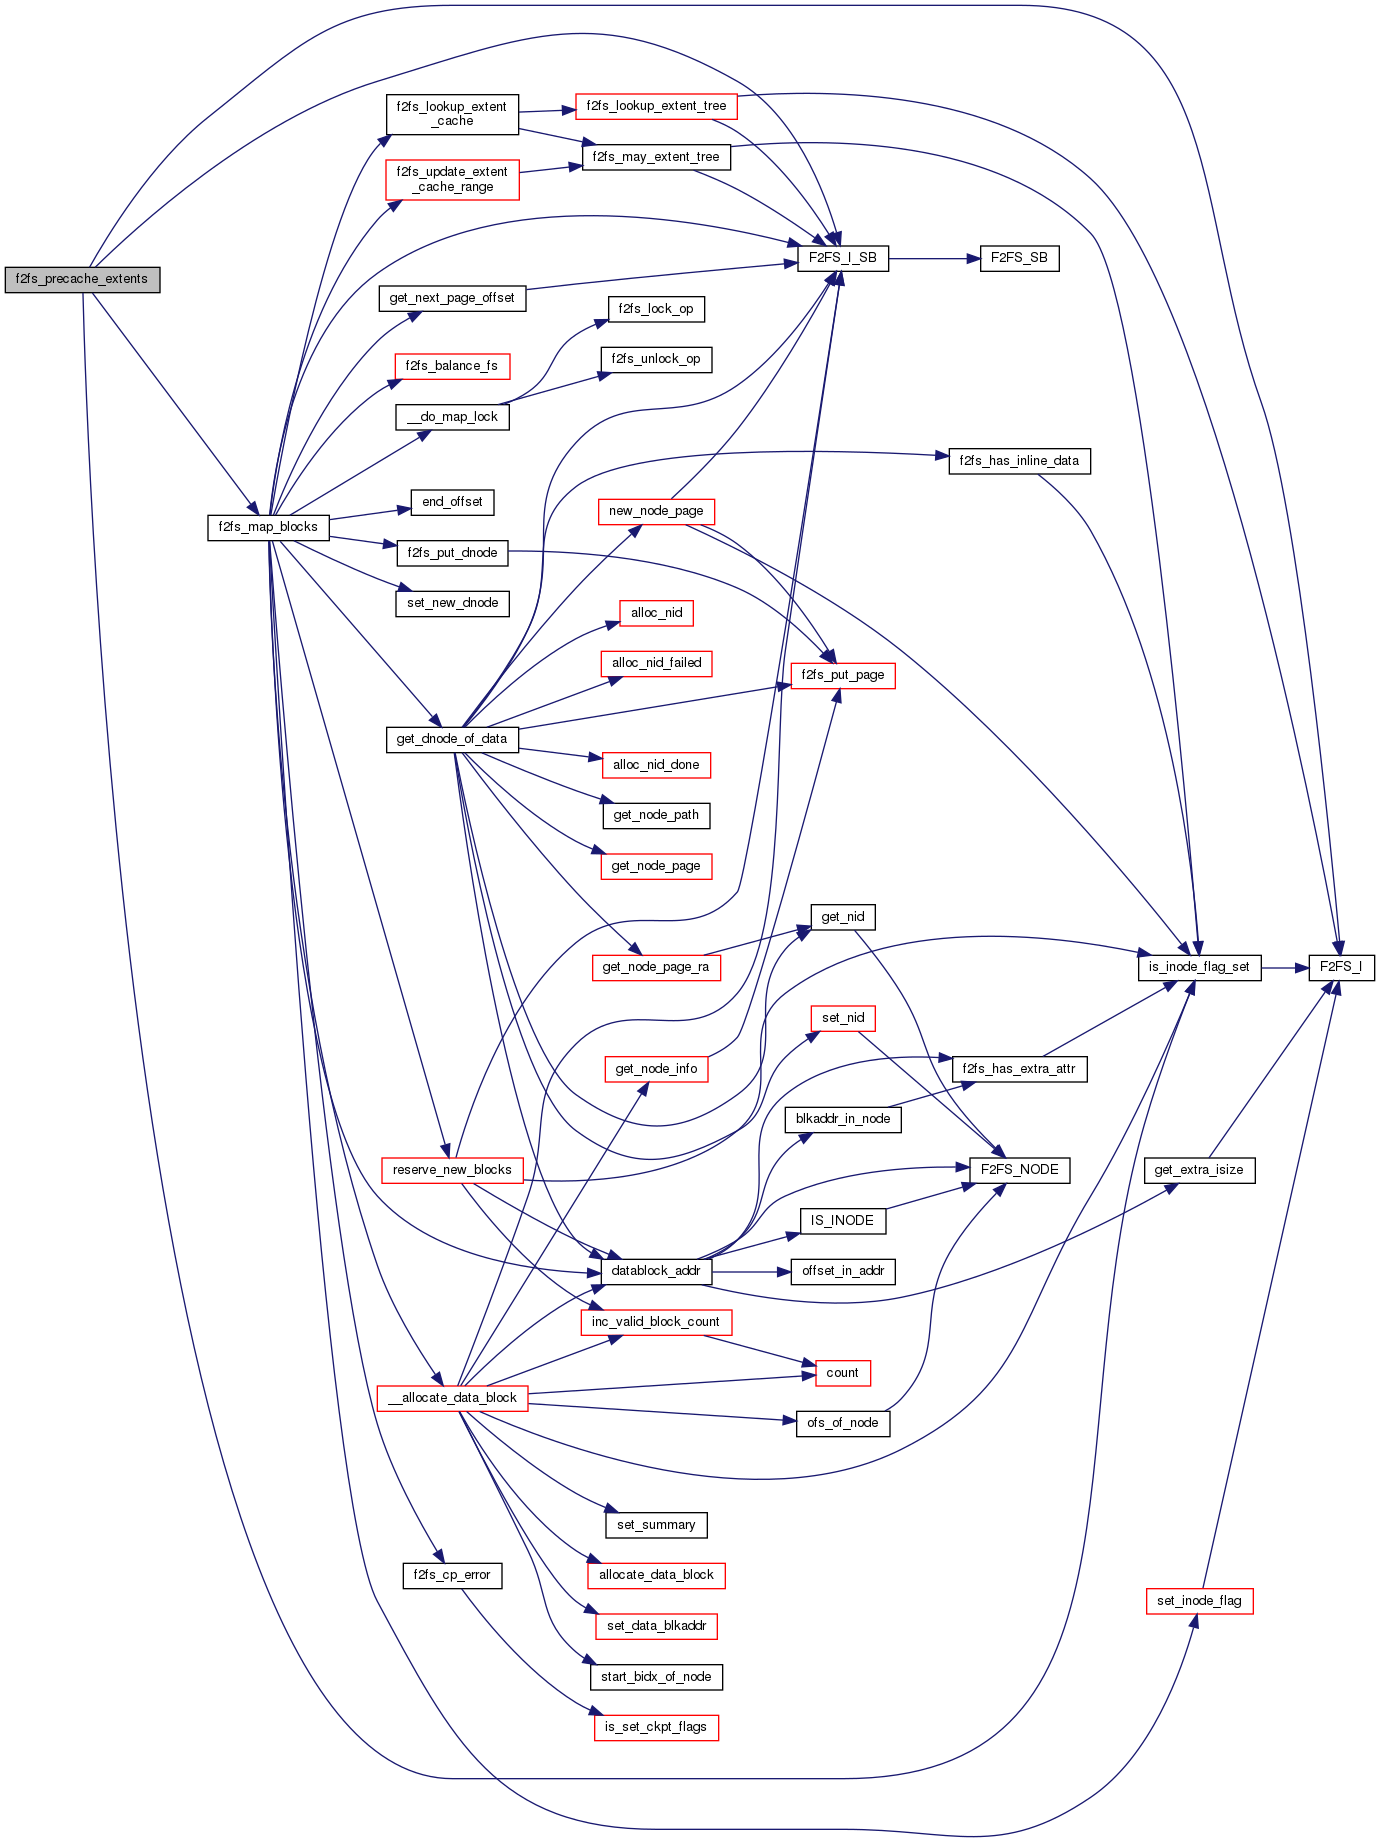 f2fs_precache_extents
f2fs_map_blocks
f2fs_lookup_extent
_cache
f2fs_update_extent
_cache_range
get_next_page_offset
f2fs_balance_fs
__do_map_lock
end_offset
f2fs_put_dnode
set_new_dnode
get_dnode_of_data
reserve_new_blocks
__allocate_data_block
f2fs_cp_error
f2fs_lookup_extent_tree
f2fs_may_extent_tree
f2fs_lock_op
f2fs_unlock_op
new_node_page
alloc_nid
alloc_nid_failed
alloc_nid_done
get_node_path
get_node_page
get_node_page_ra
get_node_info
datablock_addr
inc_valid_block_count
set_summary
allocate_data_block
set_data_blkaddr
start_bidx_of_node
is_set_ckpt_flags
F2FS_I_SB
f2fs_put_page
get_nid
set_nid
blkaddr_in_node
IS_INODE
offset_in_addr
count
ofs_of_node
F2FS_SB
f2fs_has_inline_data
f2fs_has_extra_attr
F2FS_NODE
is_inode_flag_set
get_extra_isize
set_inode_flag
F2FS_I